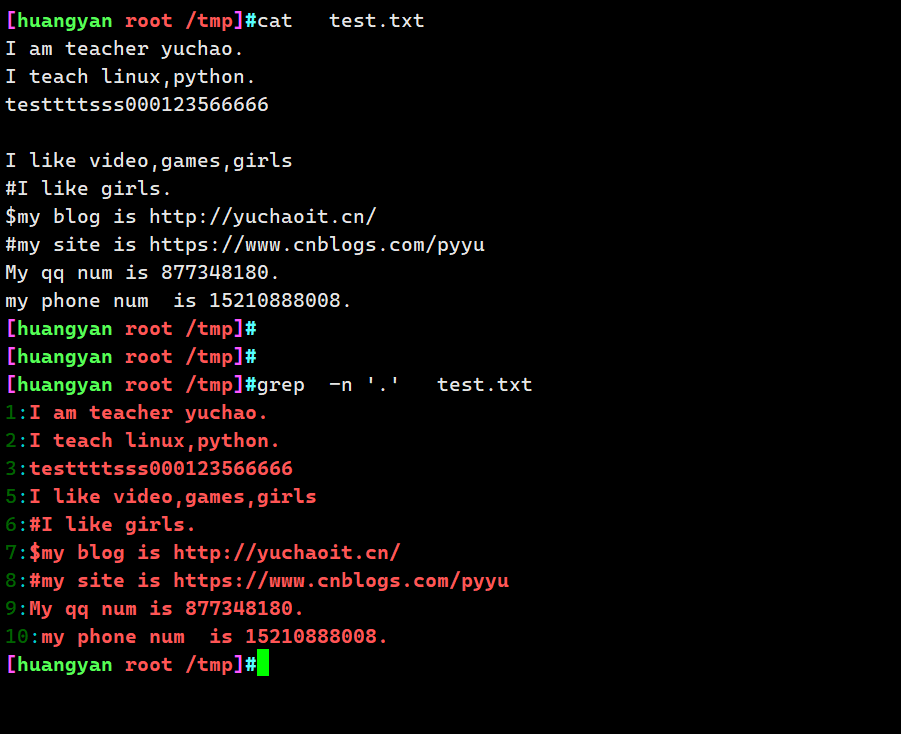 [huangyan root /tmp]#cat   test.txt
I am teacher yuchao.
I teach linux,python.
testtttsss000123566666

I like video,games,girls
#I like girls.
$my blog is http://yuchaoit.cn/
#my site is https://www.cnblogs.com/pyyu
My qq num is 877348180.
my phone num  is 15210888008.
[huangyan root /tmp]#
[huangyan root /tmp]#
[huangyan root /tmp]#grep  -n '.'   test.txt
1:I am teacher yuchao.
2:I teach linux,python.
3:testtttsss000123566666
5:I like video,games,girls
6:#I like girls.
7:$my blog is http://yuchaoit.cn/
8:#my site is https://www.cnblogs.com/pyyu
9:My qq num is 877348180.
10:my phone num  is 15210888008.
[huangyan root /tmp]#